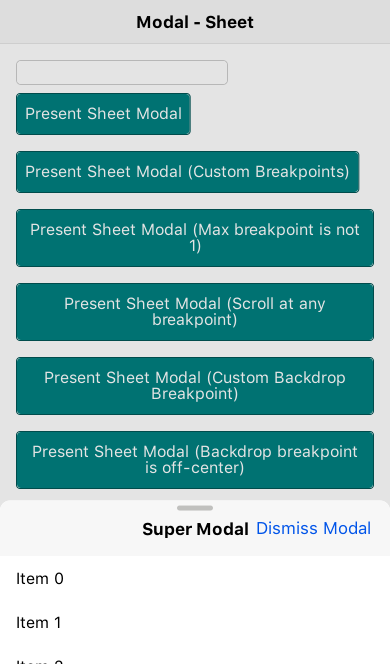 Modal - Sheet
Present Sheet Modal
Present Sheet Modal (Custom Breakpoints)
Present Sheet Modal (Max breakpoint is not
1)
Present Sheet Modal (Scroll at any
breakpoint)
Present Sheet Modal (Custom Backdrop
Breakpoint)
Present Sheet Modal (Backdrop breakpoint
is off-center)
Super Modal Dismiss Modal
Item 0
Item 1